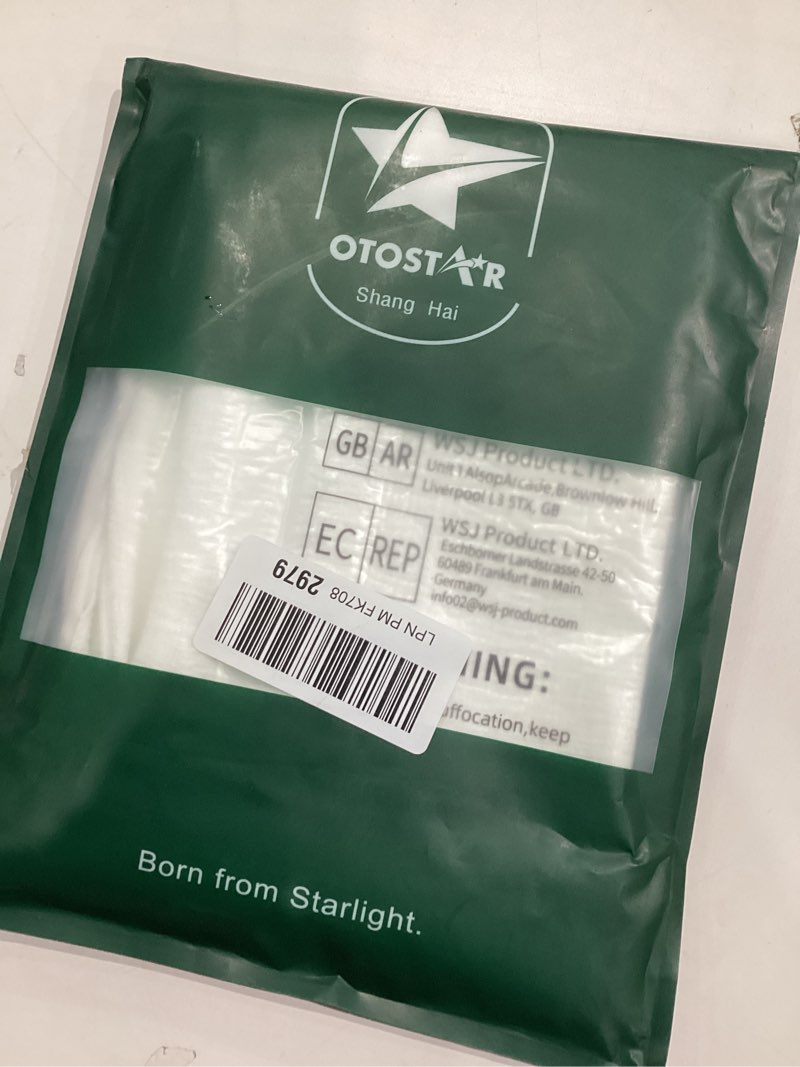 OTOSTAR
Shang Hai
GB AR
WSJ Product LTD.
Unit 1 AlsopArcade,Brownlow Hill,
Liverpool L3 5TX, GB
EC REP
WSJ Product LTD.
Eschborner Landstrasse 42-50
60489 Frankfurt am Main.
Germany
info02@wsj-product.com
LPN PM FK708 2979
ING:
uffocation,keep
Born from Starlight.